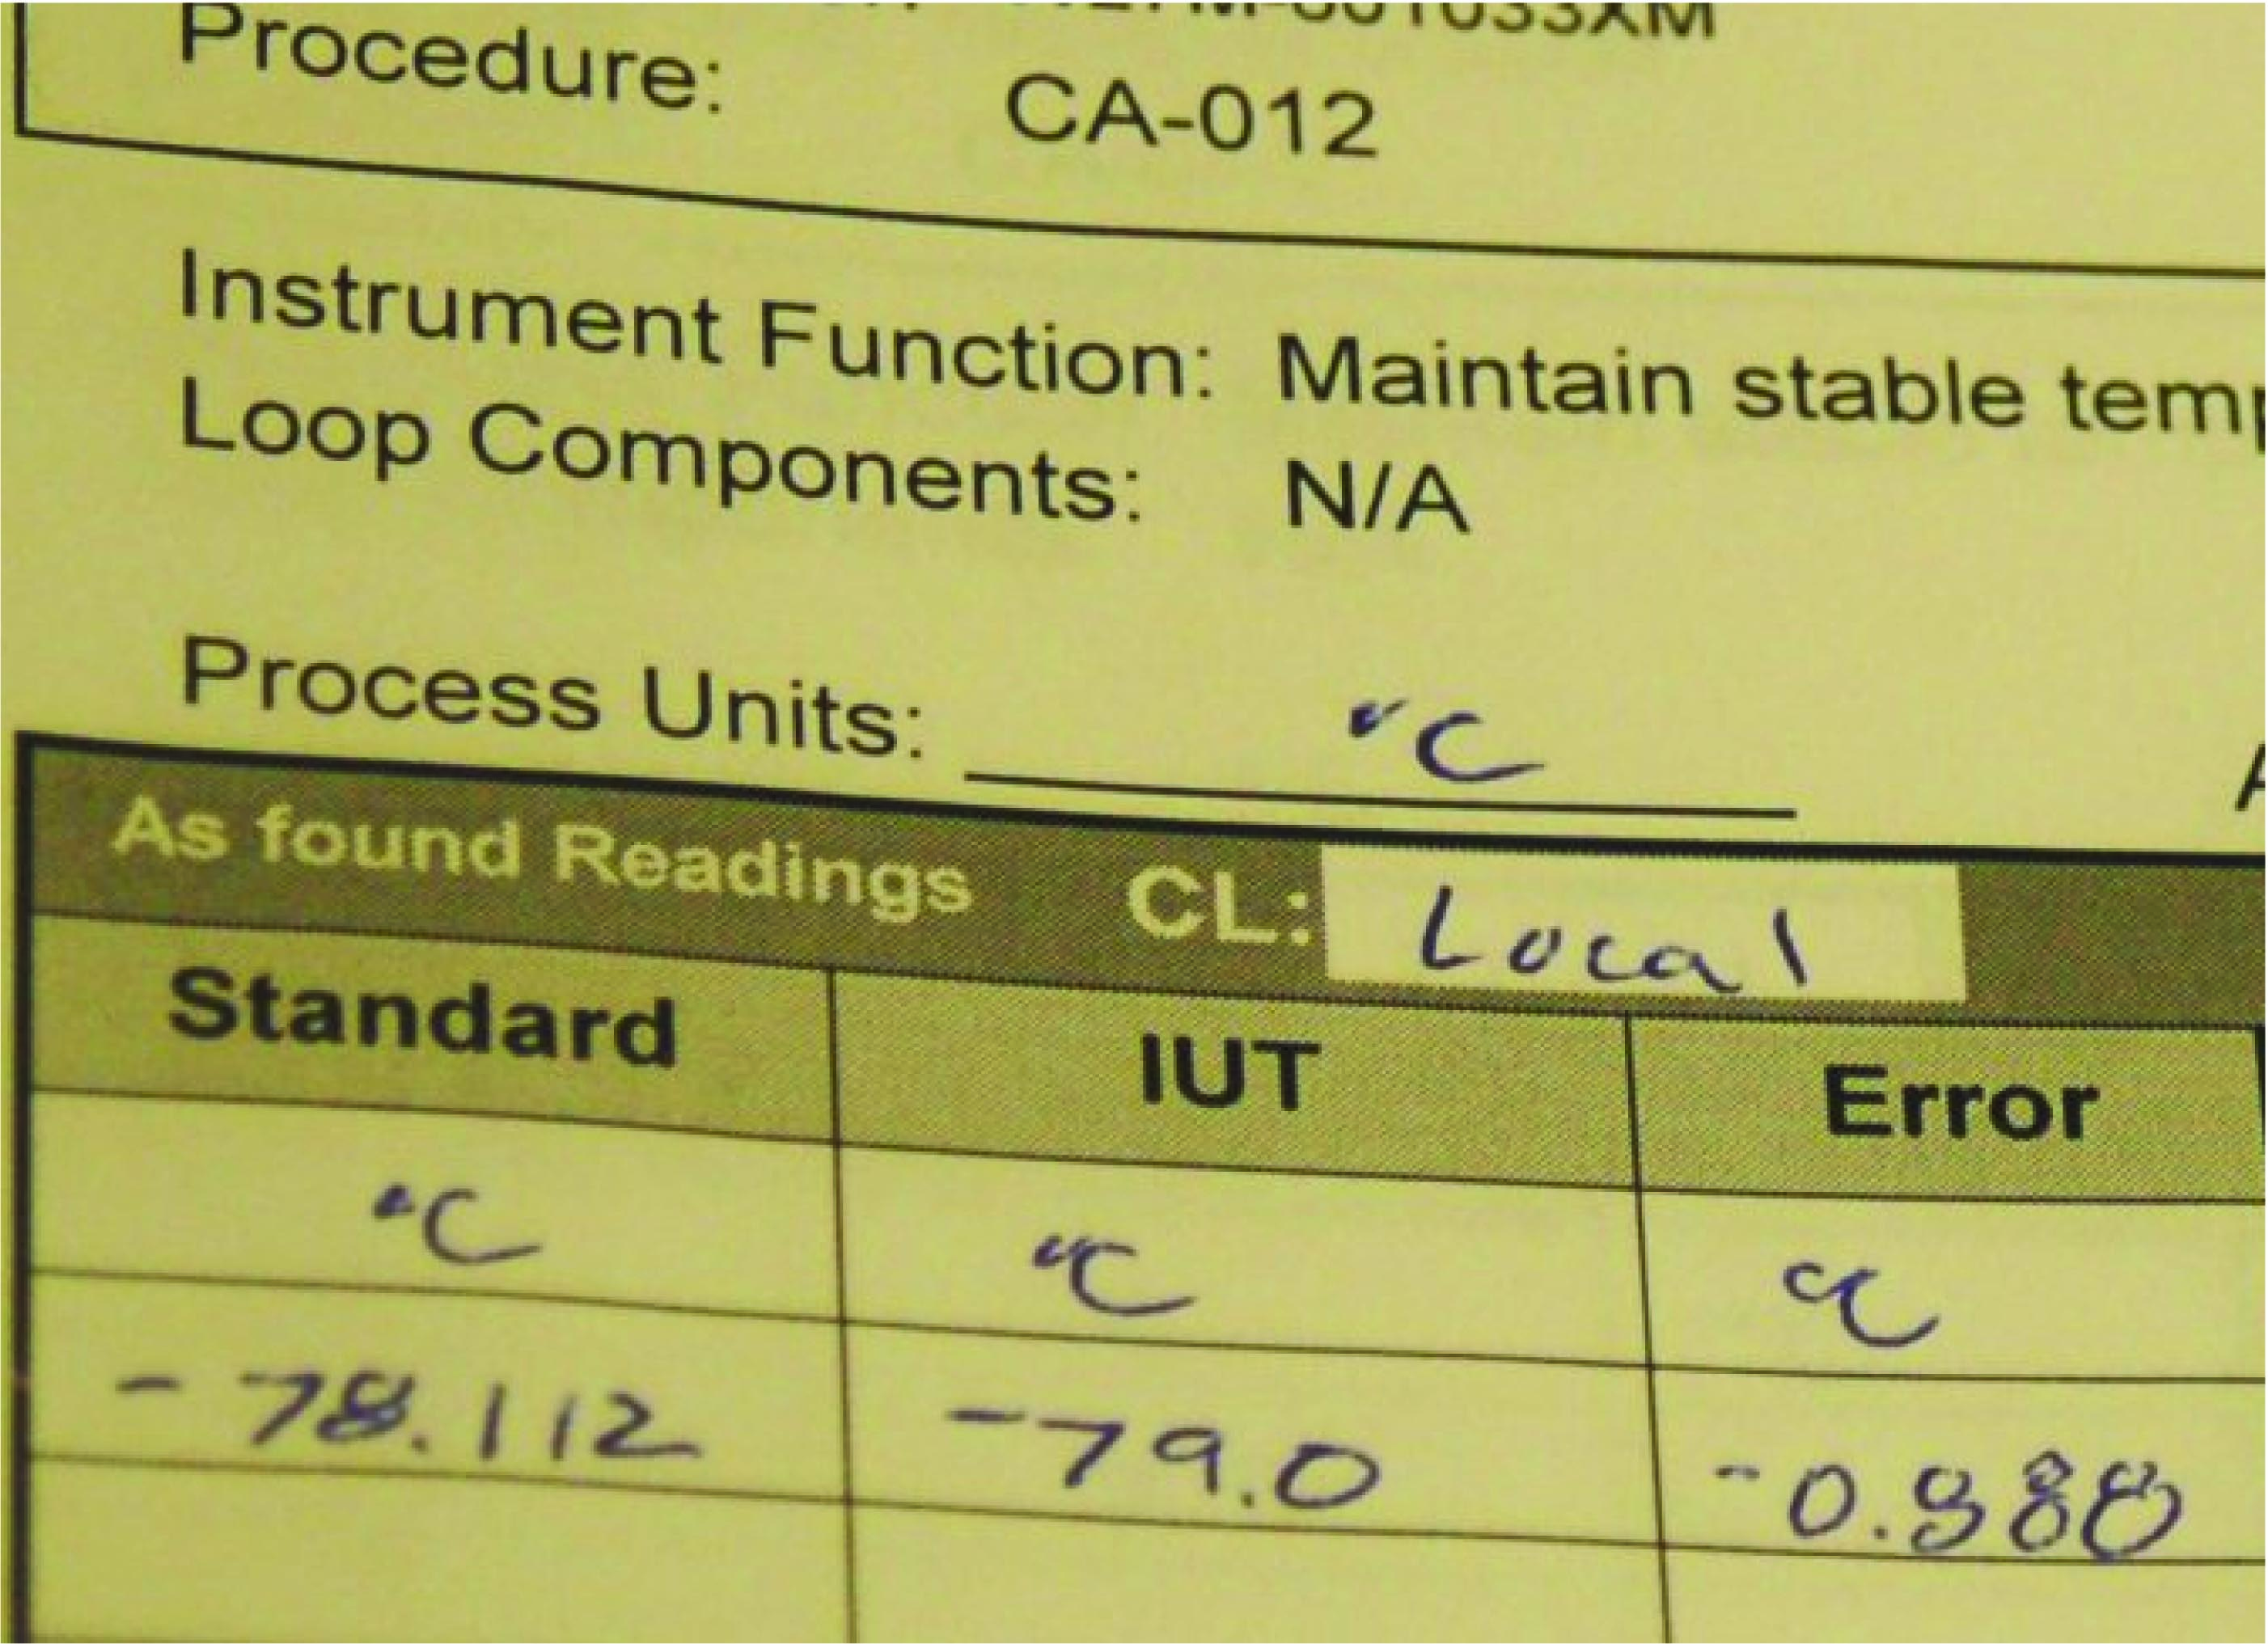 Procedure: CA-012
Instrument Function: Maintain stable
Loop Components: N/A
Process Units: °C
As found Readings CL: Local
Standard IUT Error
°C °C °C
-78.112 -79.0 -0.888